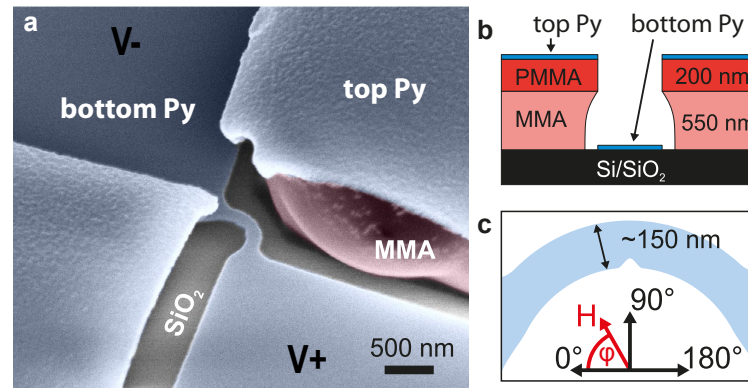 a
V-
bottom Py
top Py
MMA
SiO₂
V+
500 nm
b
top Py
bottom Py
PMMA
200 nm
MMA
550 nm
Si/SiO₂
c
~150 nm
H
90°
0°
φ
180°